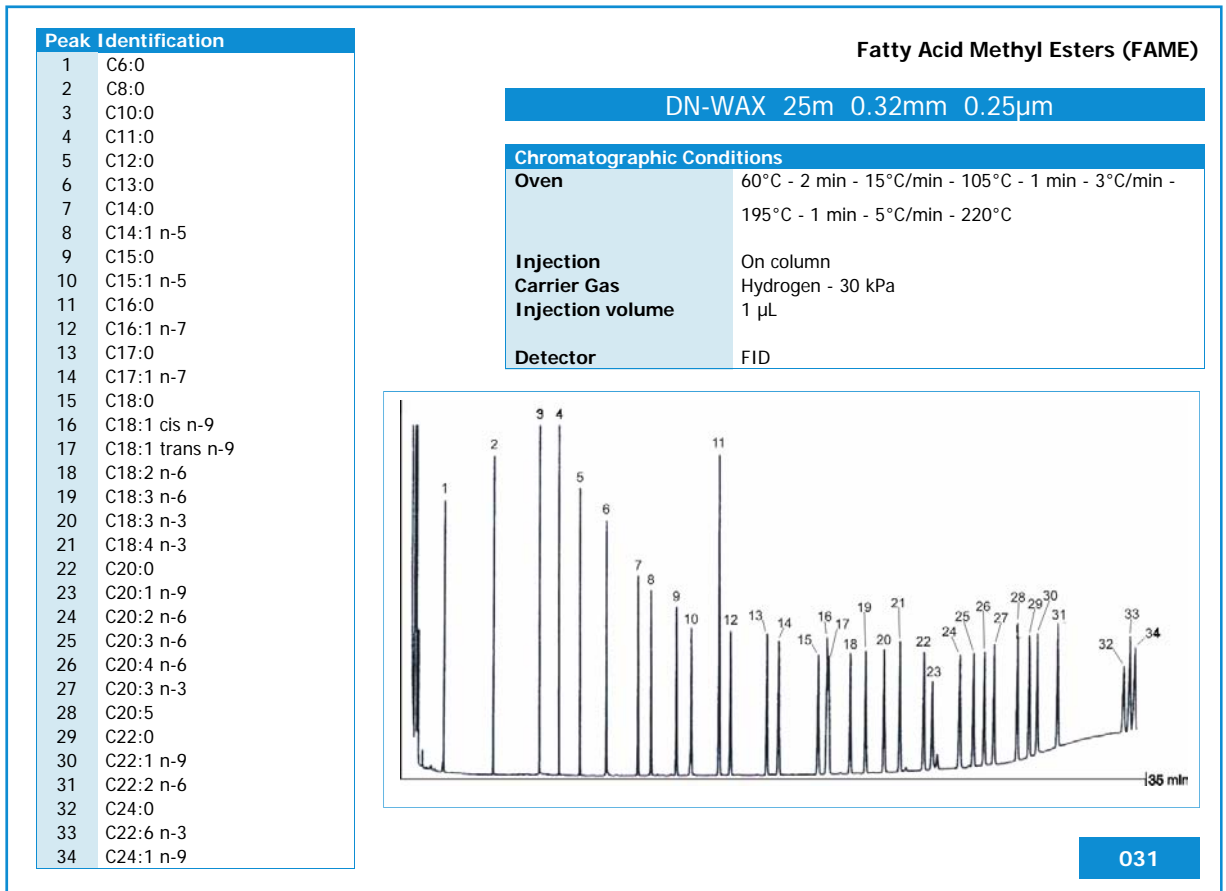 Peak Identification
1 C6:0
2 C8:0
3 C10:0
4 C11:0
5 C12:0
6 C13:0
7 C14:0
8 C14:1 n-5
9 C15:0
10 C15:1 n-5
11 C16:0
12 C16:1 n-7
13 C17:0
14 C17:1 n-7
15 C18:0
16 C18:1 cis n-9
17 C18:1 trans n-9
18 C18:2 n-6
19 C18:3 n-6
20 C18:3 n-3
21 C18:4 n-3
22 C20:0
23 C20:1 n-9
24 C20:2 n-6
25 C20:3 n-6
26 C20:4 n-6
27 C20:3 n-3
28 C20:5
29 C22:0
30 C22:1 n-9
31 C22:2 n-6
32 C24:0
33 C22:6 n-3
34 C24:1 n-9
Fatty Acid Methyl Esters (FAME)
DN-WAX 25m 0.32mm 0.25µm
Chromatographic Conditions
Oven 60°C - 2 min - 15°C/min - 105°C - 1 min - 3°C/min -
195°C - 1 min - 5°C/min - 220°C
Injection On column
Carrier Gas Hydrogen - 30 kPa
Injection volume 1 µL
Detector FID
1
2
3
4
5
6
7
8
9
10
11
12
13
14
15
16
17
18
19
20
21
22
23
24
25
26
27
28
29
30
31
32
33
34
35 min
031